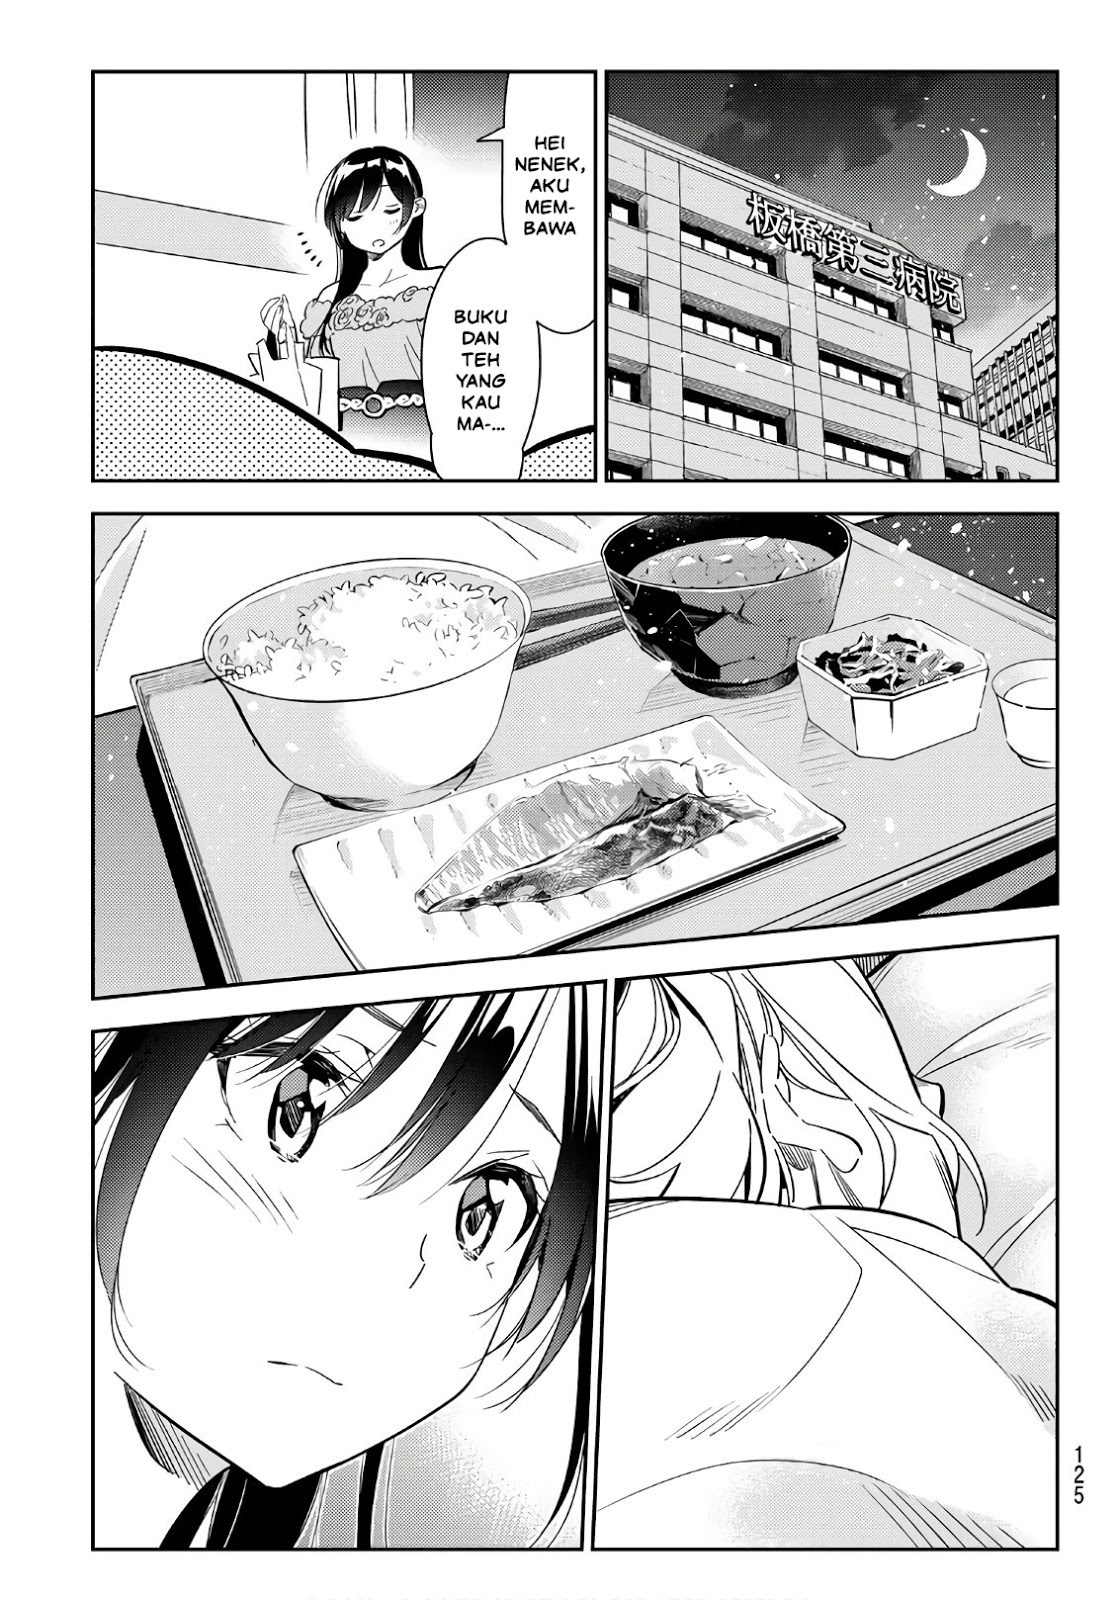 板橋第三病院
HEI
NENEK,
AKU
MEM-
BAWA
BUKU
DAN
TEH
YANG
KAU
MA-...
125